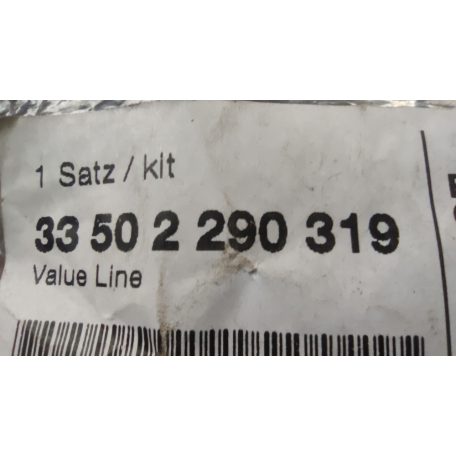 1 Satz / kit
33 50 2 290 319
Value Line